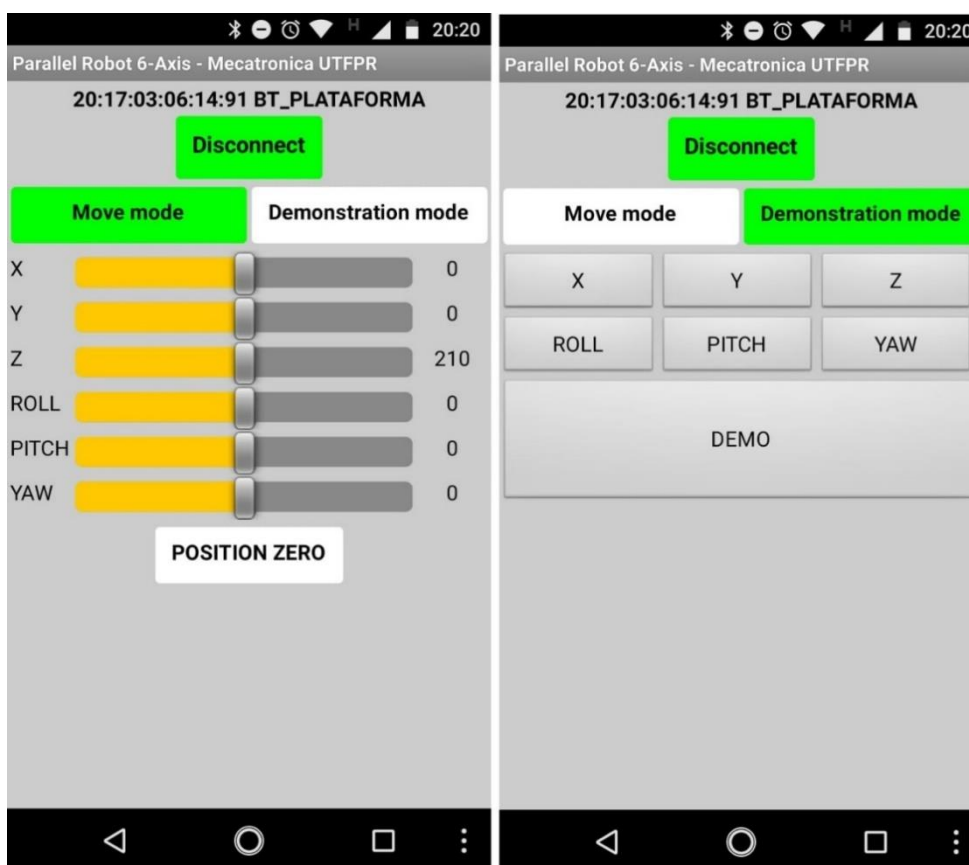 H 20:20
Parallel Robot 6-Axis - Mecatronica UTFPR
20:17:03:06:14:91 BT_PLATAFORMA
Disconnect
Move mode Demonstration mode
X 0
Y 0
Z 210
ROLL 0
PITCH 0
YAW 0
POSITION ZERO
H 20:20
Parallel Robot 6-Axis - Mecatronica UTFPR
20:17:03:06:14:91 BT_PLATAFORMA
Disconnect
Move mode Demonstration mode
X Y Z
ROLL PITCH YAW
DEMO